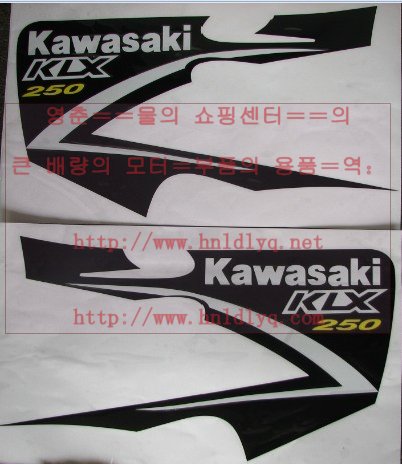 Kawasaki
KLX
250
영춘==물의 쇼핑센터==의
큰 배량의 모터=부품의 용품=역:
http://www.hnldlyq.net
Kawasaki
KLX
250
http://www.hnldlyq.com